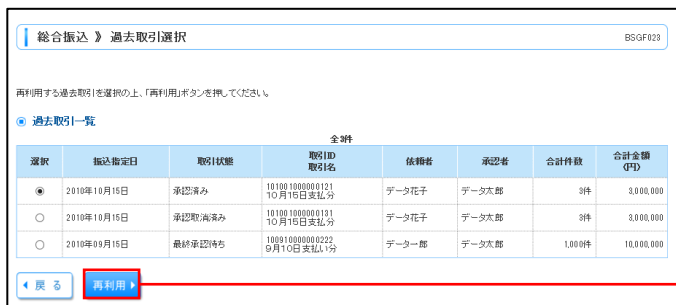 総合振込 》 過去取引選択
BSGF023
再利用する過去取引を選択の上、「再利用」ボタンを押してください。
過去取引一覧
全3件
選択 振込指定日 取引状態 取引ID 取引名 依頼者 承認者 合計件数 合計金額 (円)
2010年10月15日 承認済み 101001000000121 10月15日支払分 データ花子 データ太郎 3件 3,000,000
2010年10月15日 承認取消済み 101001000000131 10月15日支払分 データ花子 データ太郎 3件 3,000,000
2010年09月15日 最終承認待ち 100910000000222 9月10日支払い分 データ一郎 データ太郎 1,000件 10,000,000
戻 る 再利用